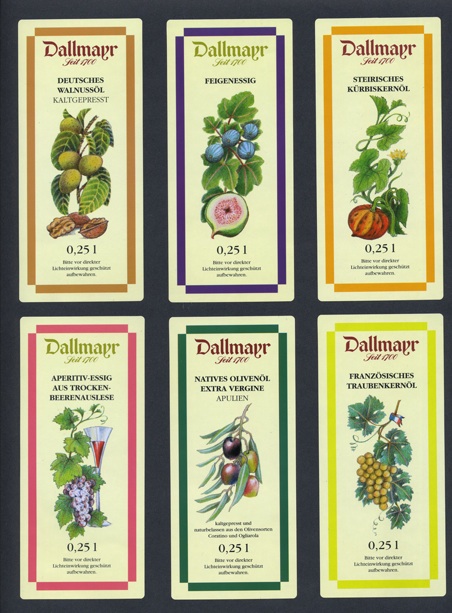 Dallmayr
Seit 1700
DEUTSCHES
WALNUSSÖL
KALTGEPRESST
0,25 l
Bitte vor direkter
Lichteinwirkung geschützt
aufbewahren.
Dallmayr
Seit 1700
FEIGENESSIG
0,25 l
Bitte vor direkter
Lichteinwirkung geschützt
aufbewahren.
Dallmayr
Seit 1700
STEIRISCHES
KÜRBISKERNÖL
0,25 l
Bitte vor direkter
Lichteinwirkung geschützt
aufbewahren.
Dallmayr
Seit 1700
APERITIV-ESSIG
AUS TROCKEN-
BEERENAUSLESE
0,25 l
Bitte vor direkter
Lichteinwirkung geschützt
aufbewahren.
Dallmayr
Seit 1700
NATIVES OLIVENÖL
EXTRA VERGINE
APULIEN
kaltgepresst und
naturbelassen aus den Olivensorten
Coratino und Ogliarola
0,25 l
Bitte vor direkter
Lichteinwirkung geschützt
aufbewahren.
Dallmayr
Seit 1700
FRANZÖSISCHES
TRAUBENKERNÖL
0,25 l
Bitte vor direkter
Lichteinwirkung geschützt
aufbewahren.